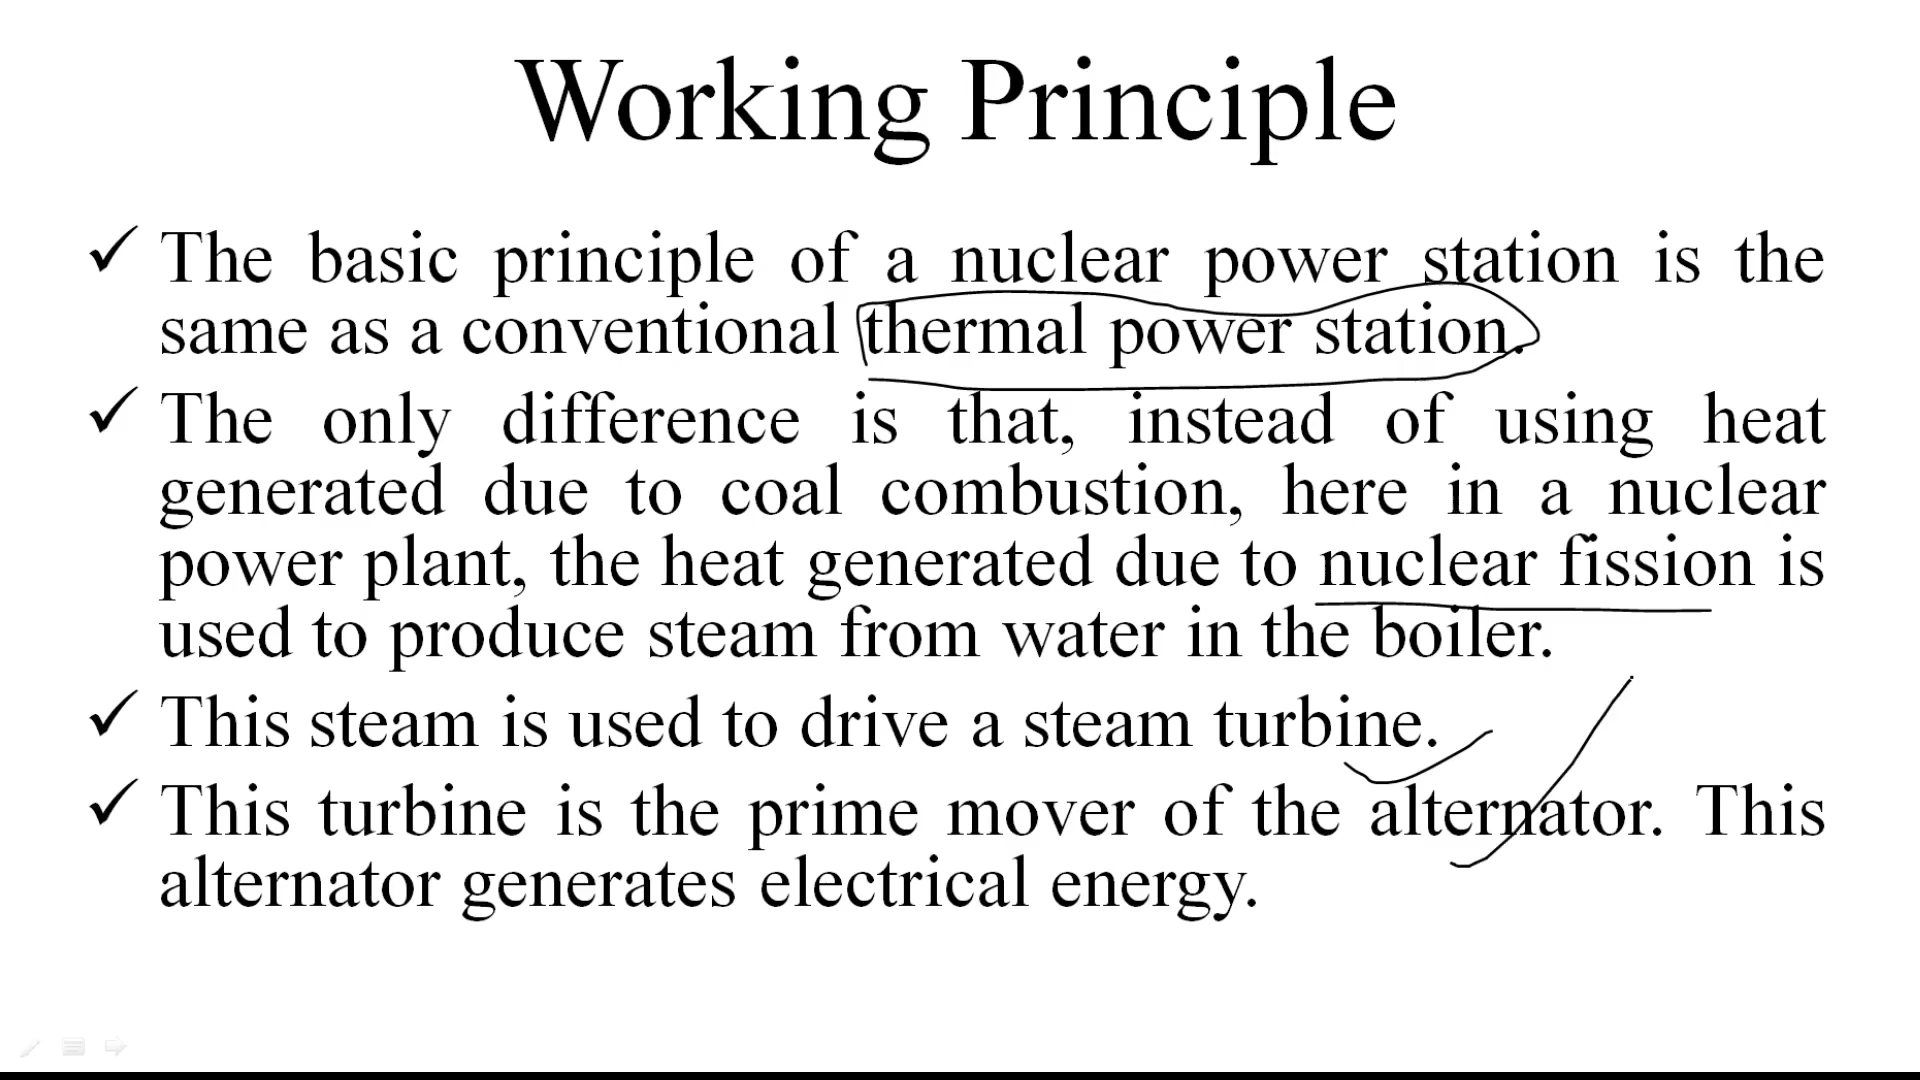 Working Principle
✓ The basic principle of a nuclear power station is the
same as a conventional thermal power station.
✓ The only difference is that, instead of using heat
generated due to coal combustion, here in a nuclear
power plant, the heat generated due to nuclear fission is
used to produce steam from water in the boiler.
✓ This steam is used to drive a steam turbine.
✓ This turbine is the prime mover of the alternator. This
alternator generates electrical energy.